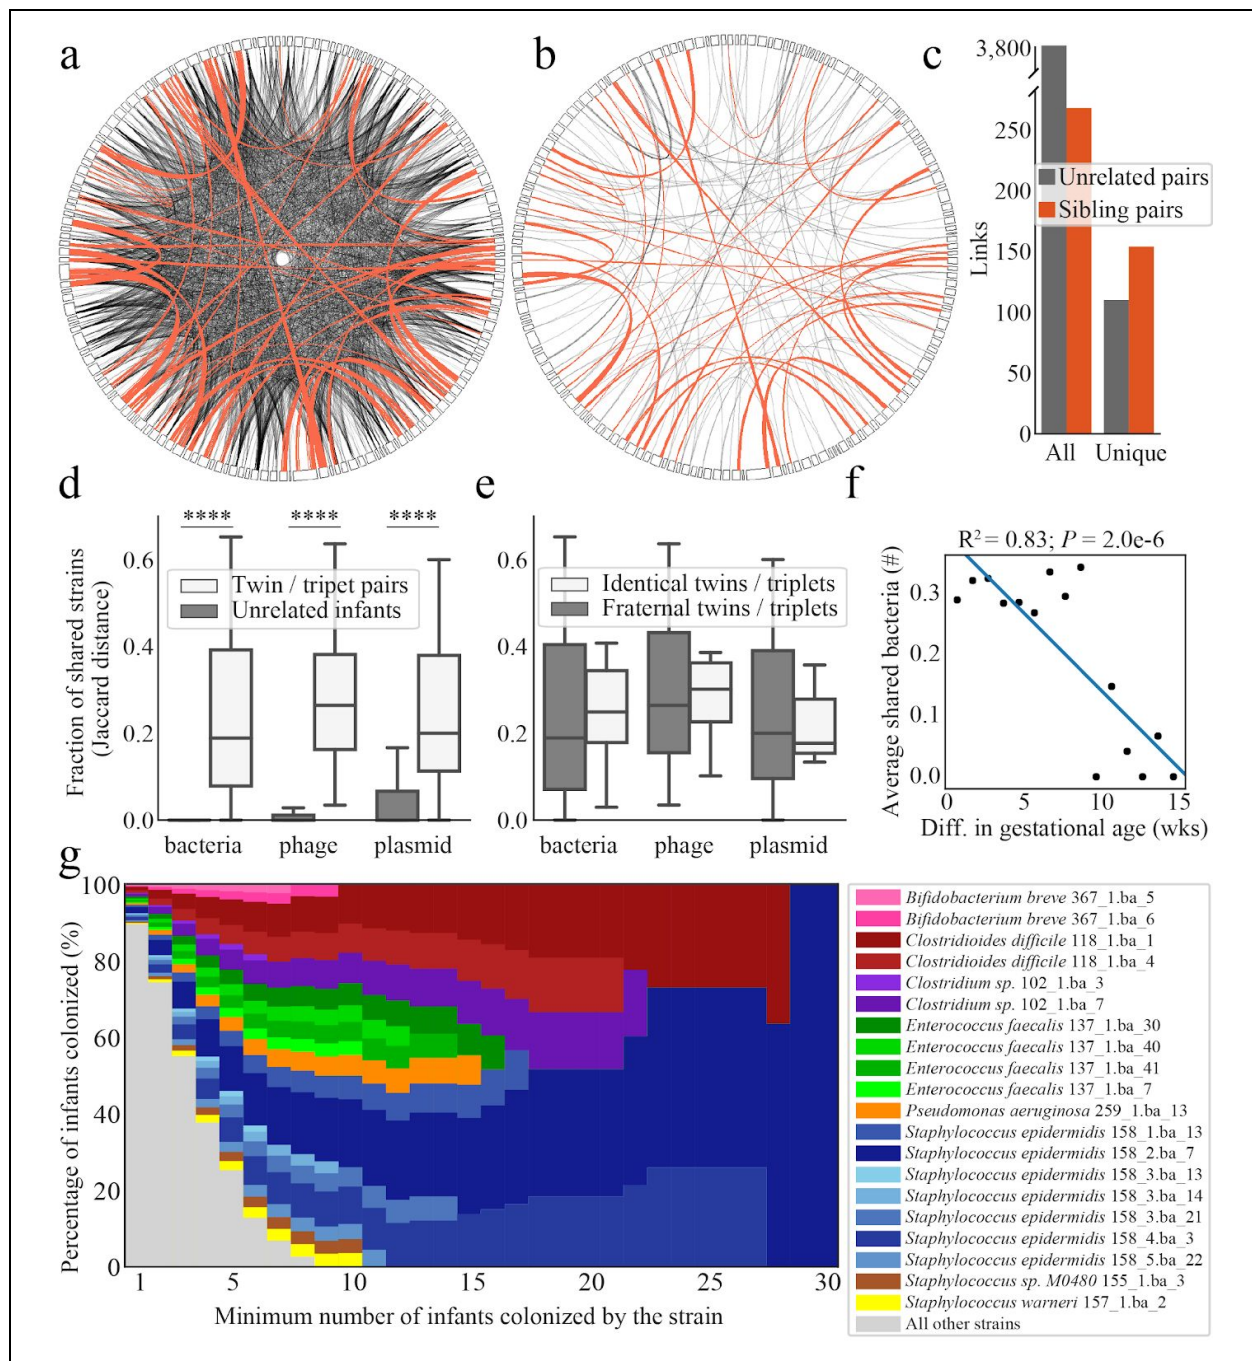 a
b
c
3,800
250
200
150
100
50
0
Links
Unrelated pairs
Sibling pairs
All
Unique
d
**** **** ****
0.6
0.4
0.2
0.0
Fraction of shared strains
(Jaccard distance)
Twin / tripet pairs
Unrelated infants
bacteria phage plasmid
e
0.6
0.4
0.2
0.0
Identical twins / triplets
Fraternal twins / triplets
bacteria phage plasmid
f
R² = 0.83; P = 2.0e-6
0.3
0.2
0.1
0.0
Average shared bacteria (#)
0 5 10 15
Diff. in gestational age (wks)
g
100
80
60
40
20
0
Percentage of infants colonized (%)
1 5 10 15 20 25 30
Minimum number of infants colonized by the strain
Bifidobacterium breve 367_1.ba_5
Bifidobacterium breve 367_1.ba_6
Clostridioides difficile 118_1.ba_1
Clostridioides difficile 118_1.ba_4
Clostridium sp. 102_1.ba_3
Clostridium sp. 102_1.ba_7
Enterococcus faecalis 137_1.ba_30
Enterococcus faecalis 137_1.ba_40
Enterococcus faecalis 137_1.ba_41
Enterococcus faecalis 137_1.ba_7
Pseudomonas aeruginosa 259_1.ba_13
Staphylococcus epidermidis 158_1.ba_13
Staphylococcus epidermidis 158_2.ba_7
Staphylococcus epidermidis 158_3.ba_13
Staphylococcus epidermidis 158_3.ba_14
Staphylococcus epidermidis 158_3.ba_21
Staphylococcus epidermidis 158_4.ba_3
Staphylococcus epidermidis 158_5.ba_22
Staphylococcus sp. M0480 155_1.ba_3
Staphylococcus warneri 157_1.ba_2
All other strains